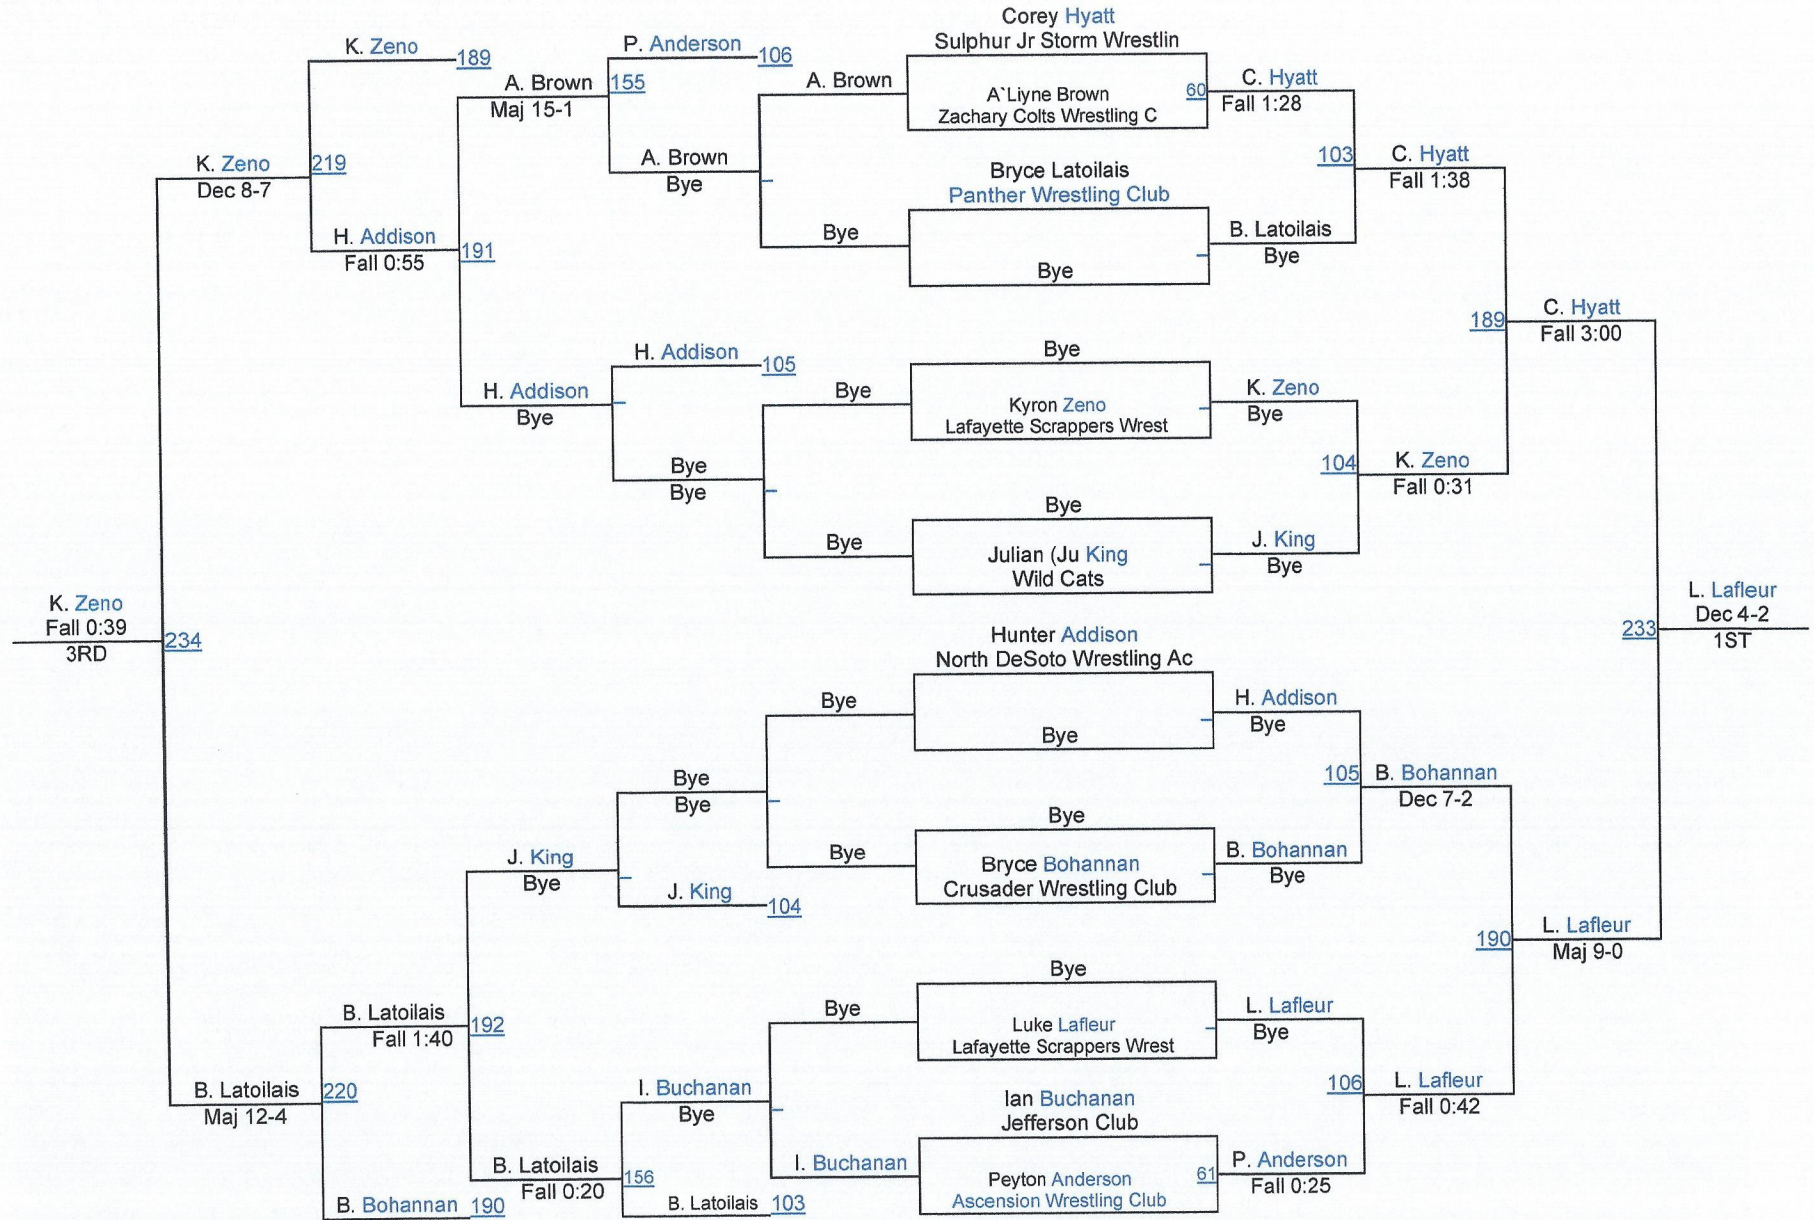 K. Zeno
189
K. Zeno
Dec 8-7
219
H. Addison
Fall 0:55
191
A. Brown
Maj 15-1
155
P. Anderson
106
A. Brown
Bye
A. Brown
Bye
H. Addison
Bye
H. Addison
105
Bye
Bye
Bye
Bye
K. Zeno
Fall 0:39
3RD
234
J. King
Bye
Bye
Bye
Bye
Bye
J. King
104
B. Latoilais
Fall 1:40
192
B. Latoilais
Maj 12-4
220
B. Bohannan
190
B. Latoilais
Fall 0:20
156
I. Buchanan
Bye
B. Latoilais
103
Bye
I. Buchanan
Corey Hyatt
Sulphur Jr Storm Wrestlin
A`Liyne Brown
Zachary Colts Wrestling C
60
Bryce Latoilais
Panther Wrestling Club
Bye
Bye
Kyron Zeno
Lafayette Scrappers Wrest
Bye
Julian (Ju King
Wild Cats
Hunter Addison
North DeSoto Wrestling Ac
Bye
Bye
Bryce Bohannan
Crusader Wrestling Club
Bye
Luke Lafleur
Lafayette Scrappers Wrest
Ian Buchanan
Jefferson Club
Peyton Anderson
Ascension Wrestling Club
61
C. Hyatt
Fall 1:28
103
B. Latoilais
Bye
C. Hyatt
Fall 1:38
K. Zeno
Bye
104
J. King
Bye
K. Zeno
Fall 0:31
189
C. Hyatt
Fall 3:00
H. Addison
Bye
105
B. Bohannan
Bye
B. Bohannan
Dec 7-2
L. Lafleur
Bye
106
P. Anderson
Fall 0:25
L. Lafleur
Fall 0:42
190
L. Lafleur
Maj 9-0
233
L. Lafleur
Dec 4-2
1ST